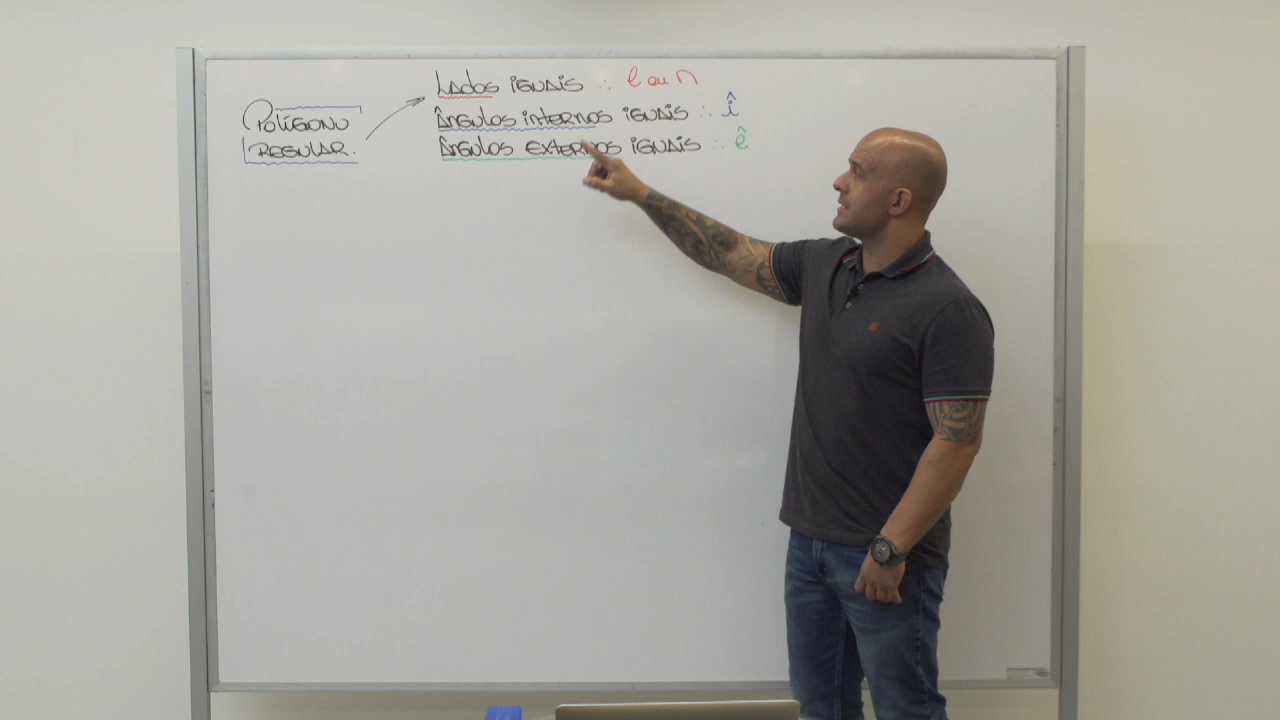 POLÍGONO
REGULAR.
LADOS IGUAIS ∴ l ou n
ÂNGULOS INTERNOS IGUAIS ∴ î
ÂNGULOS EXTERNOS IGUAIS ∴ ê